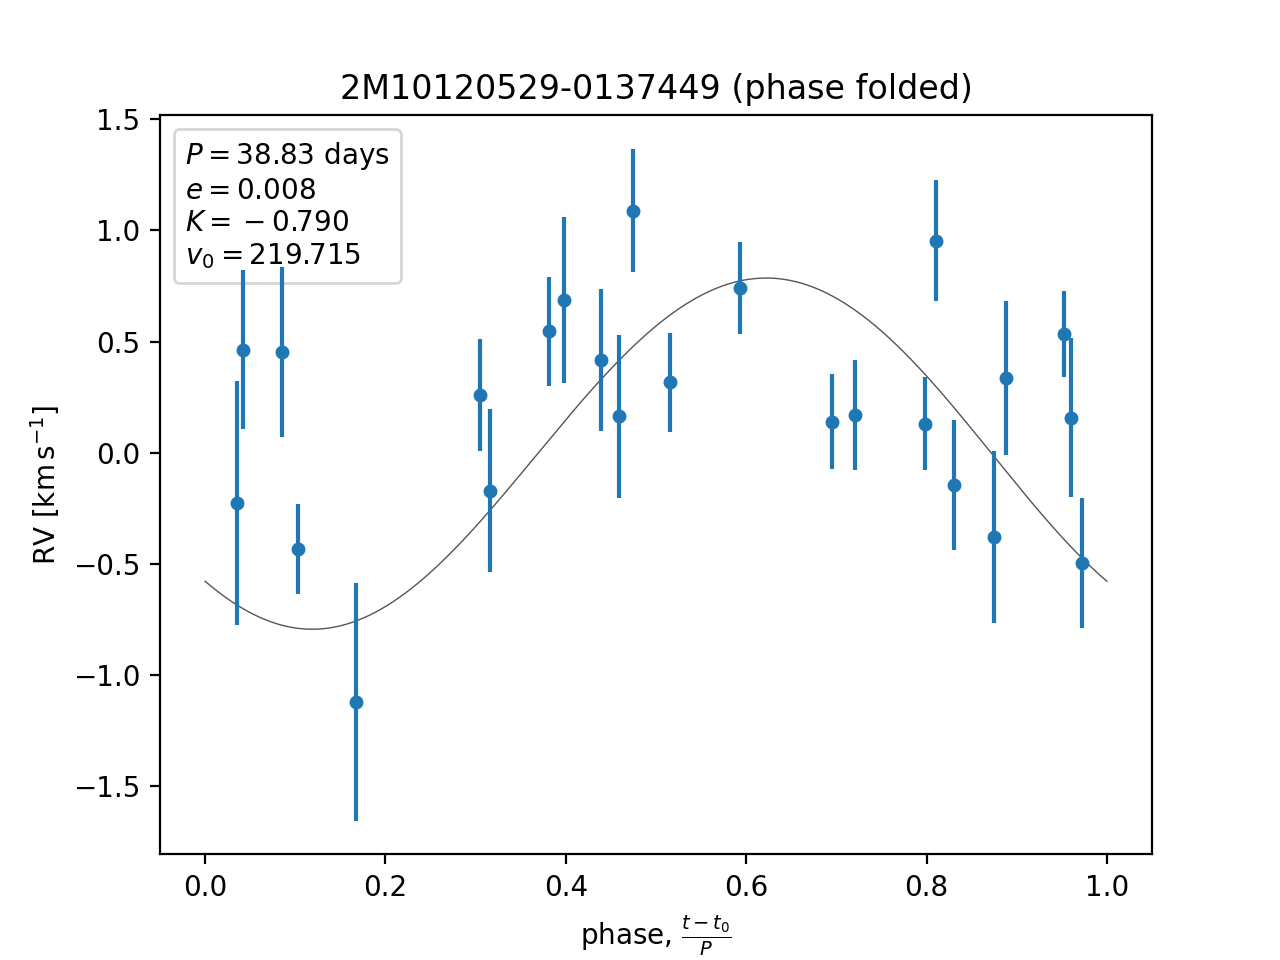 2M10120529-0137449 (phase folded)
P = 38.83 days
e = 0.008
K = −0.790
v₀ = 219.715
RV [km s⁻¹]
1.5
1.0
0.5
0.0
−0.5
−1.0
−1.5
0.0 0.2 0.4 0.6 0.8 1.0
phase, (t − t₀)/P